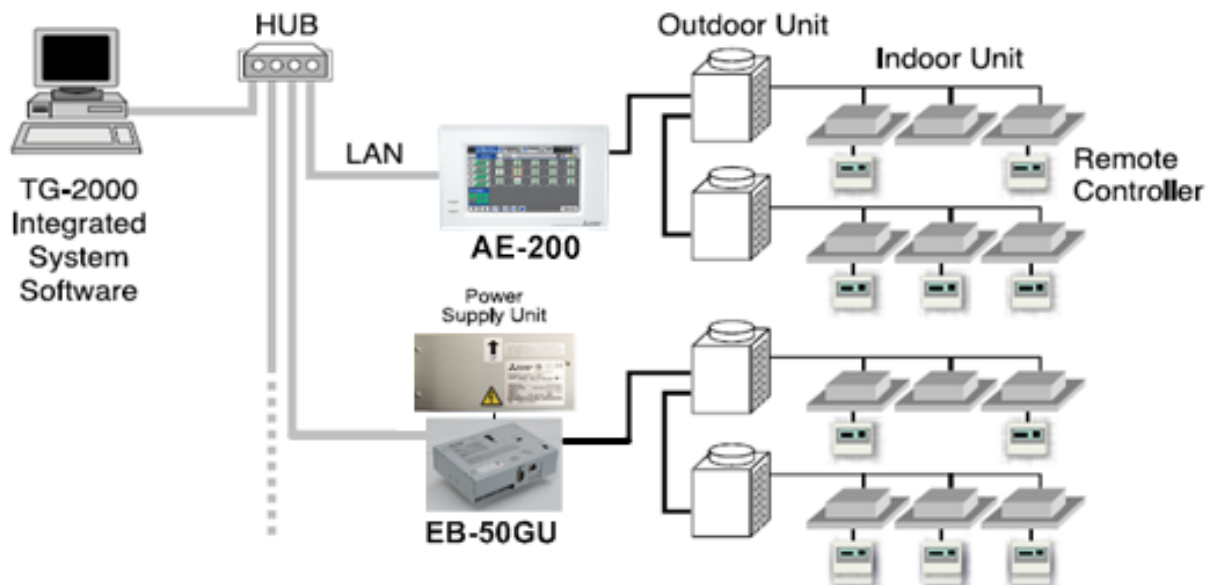 HUB
Outdoor Unit
Indoor Unit
LAN
Remote
Controller
TG-2000
Integrated
System
Software
AE-200
Power
Supply Unit
EB-50GU